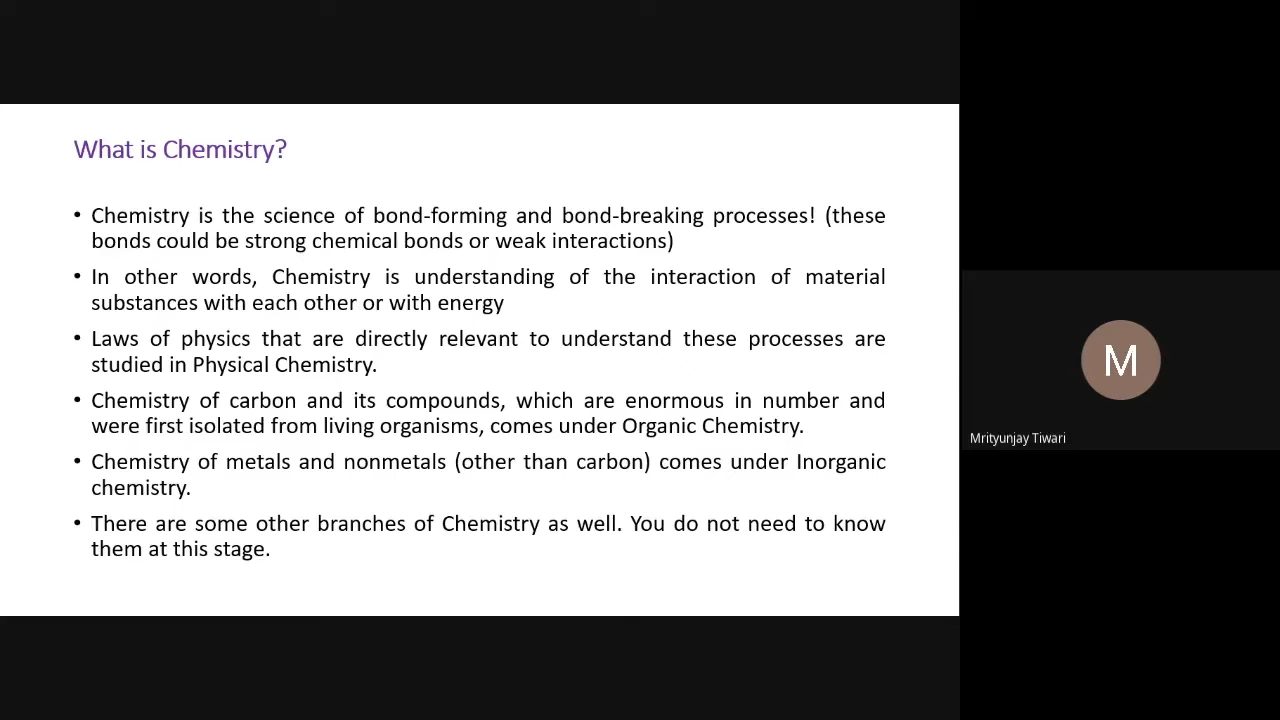 What is Chemistry?
• Chemistry is the science of bond-forming and bond-breaking processes! (these
bonds could be strong chemical bonds or weak interactions)
• In other words, Chemistry is understanding of the interaction of material
substances with each other or with energy
• Laws of physics that are directly relevant to understand these processes are
studied in Physical Chemistry.
• Chemistry of carbon and its compounds, which are enormous in number and
were first isolated from living organisms, comes under Organic Chemistry.
• Chemistry of metals and nonmetals (other than carbon) comes under Inorganic
chemistry.
• There are some other branches of Chemistry as well. You do not need to know
them at this stage.
M
Mrityunjay Tiwari